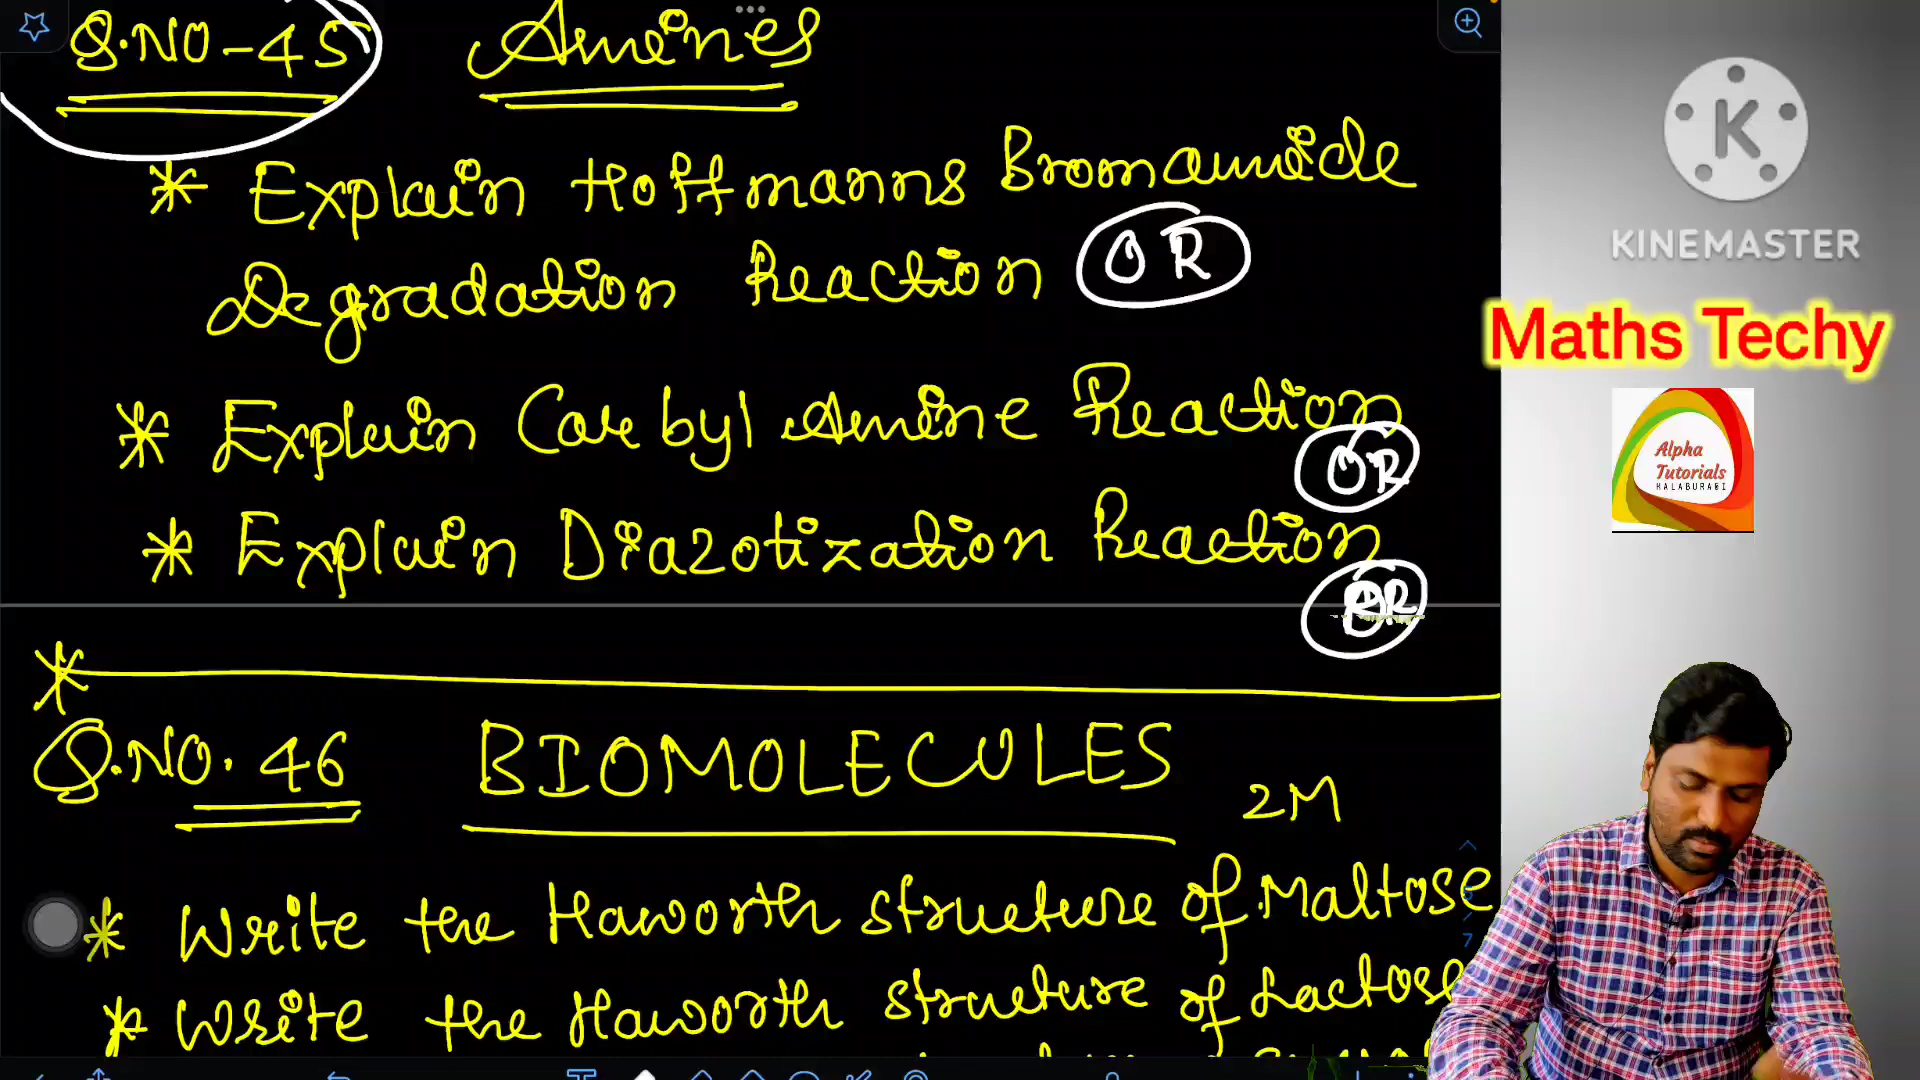 Q.NO-45 Amines
* Explain Hoffmanns Bromamide
Degradation Reaction OR
* Explain Carbyl Amine Reaction
OR
* Explain Diazotization Reaction
OR
*
Q.NO. 46 BIOMOLECULES 2M
* Write the Haworth structure of Maltose
* Write the Haworth structure of Lactose
7
K
KINEMASTER
Maths Techy
Alpha
Tutorials
KALABURAGI